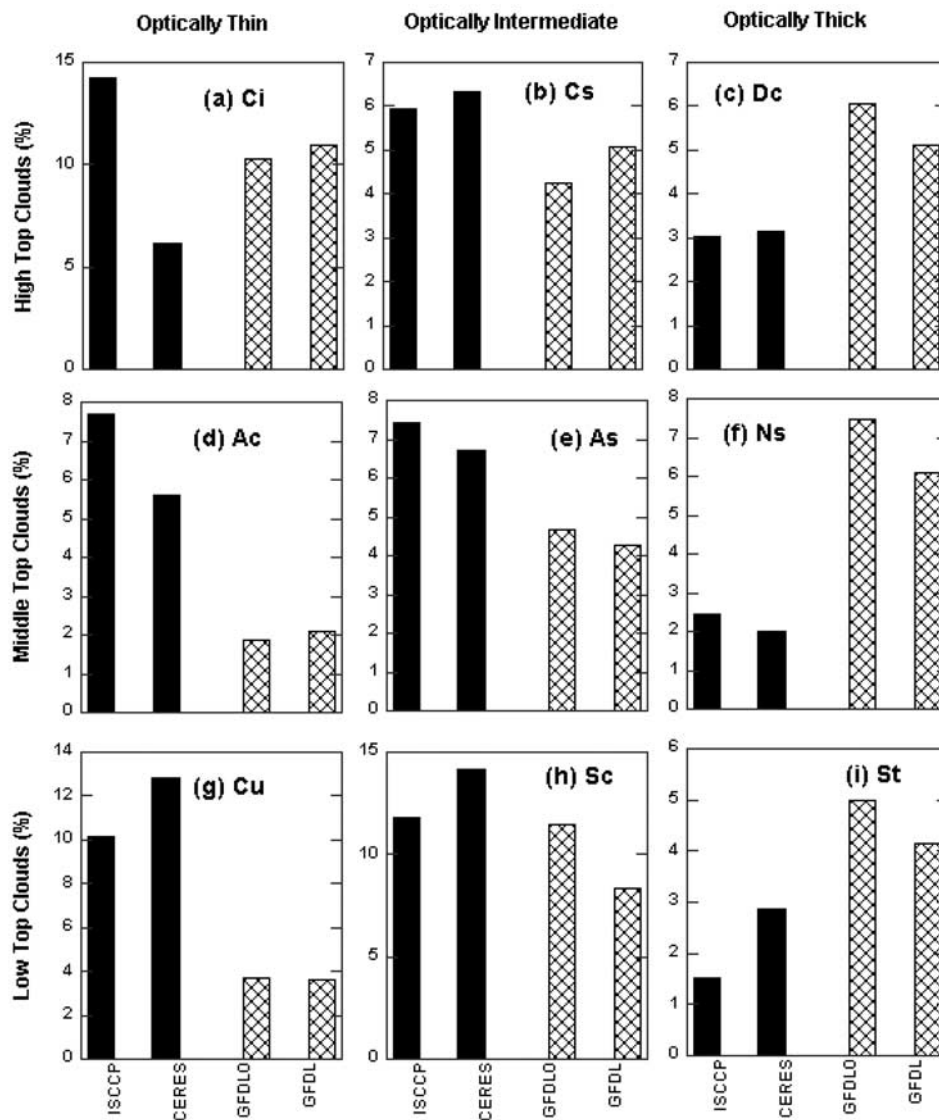 Optically Thin
Optically Intermediate
Optically Thick
High Top Clouds (%)
15
10
5
0
(a) Ci
7
6
5
4
3
2
1
0
(b) Cs
7
6
5
4
3
2
1
0
(c) Dc
Middle Top Clouds (%)
8
7
6
5
4
3
2
1
0
(d) Ac
8
7
6
5
4
3
2
1
0
(e) As
8
7
6
5
4
3
2
1
0
(f) Ns
Low Top Clouds (%)
14
12
10
8
6
4
2
0
(g) Cu
15
10
5
0
(h) Sc
6
5
4
3
2
1
0
(i) St
ISCCP
CERES
GFDLO
GFDL
ISCCP
CERES
GFDLO
GFDL
ISCCP
CERES
GFDLO
GFDL